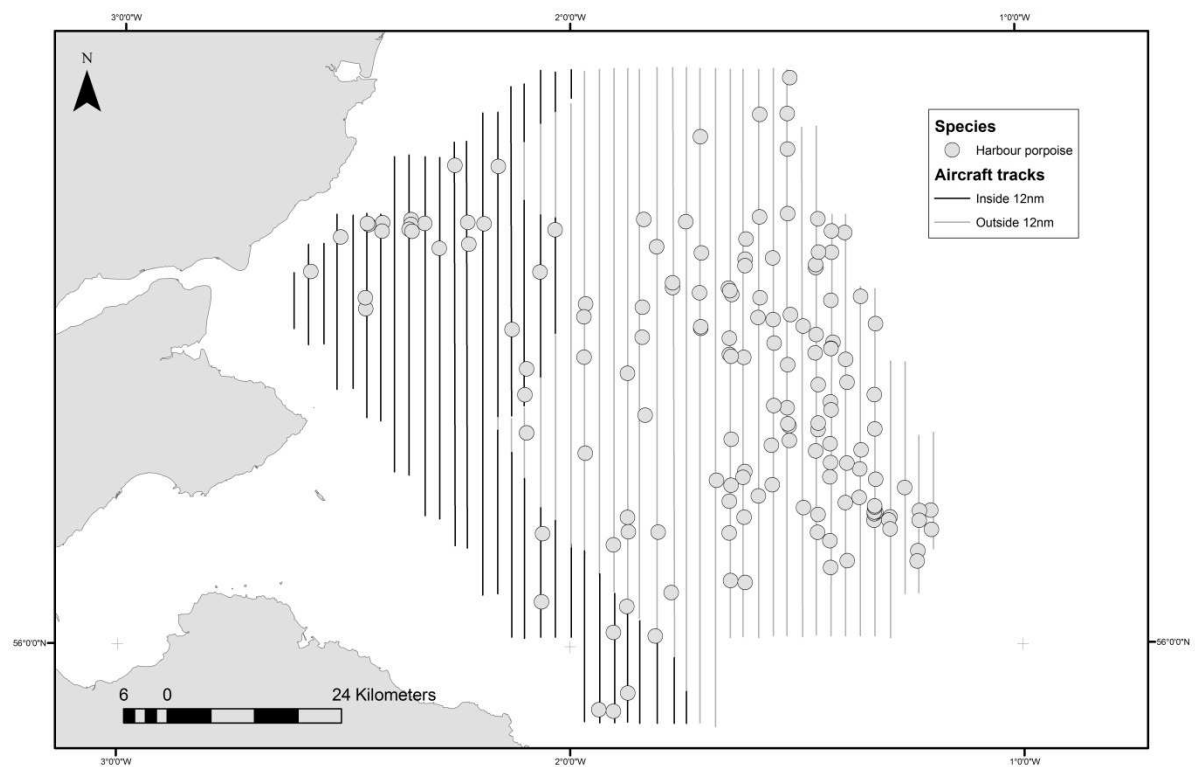 3°0'0"W 2°0'0"W 1°0'0"W
N
Species
Harbour porpoise
Aircraft tracks
Inside 12nm
Outside 12nm
56°0'0"N 56°0'0"N
6 0 24 Kilometers
3°0'0"W 2°0'0"W 1°0'0"W